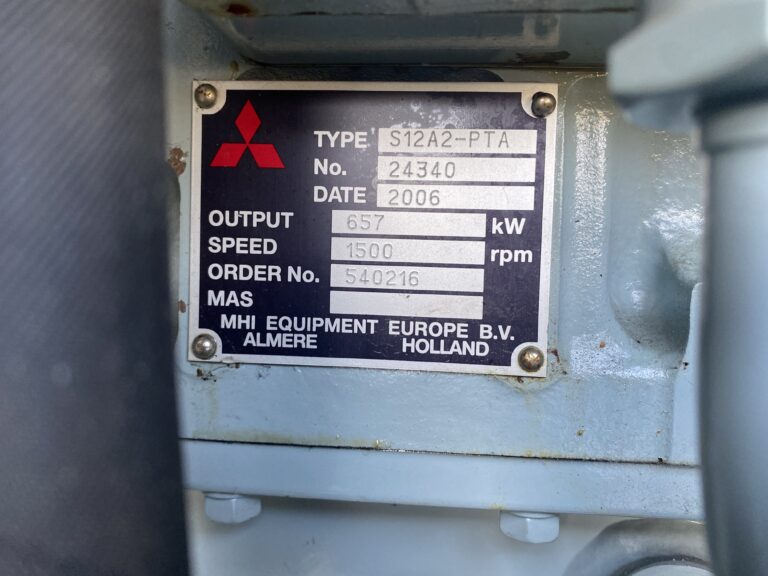 TYPE S12A2-PTA
No. 24340
DATE 2006
OUTPUT 657 kW
SPEED 1500 rpm
ORDER No. 540216
MAS
MHI EQUIPMENT EUROPE B.V.
ALMERE HOLLAND